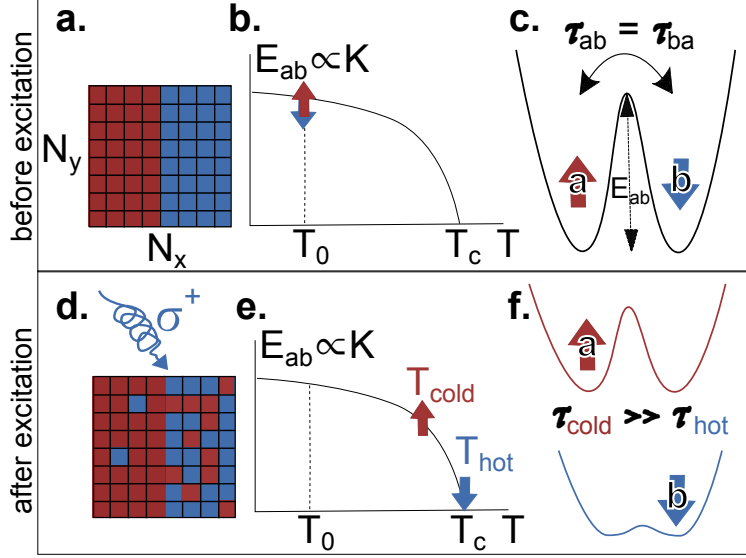 before excitation
a.
N_y
N_x
b.
E_ab∝K
T_0
T_c
T
c.
τ_ab = τ_ba
a
b
E_ab
after excitation
d.
σ^+
e.
E_ab∝K
T_cold
T_hot
T_0
T_c
T
f.
a
τ_cold >> τ_hot
b